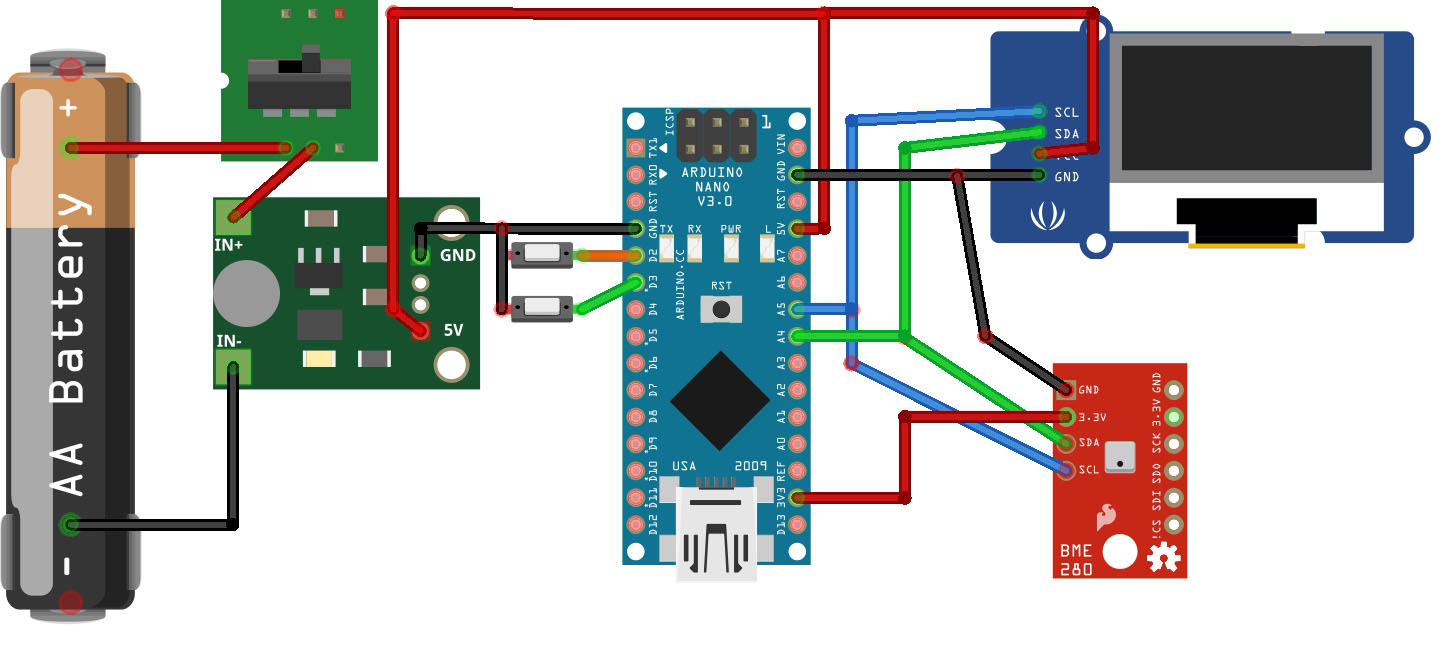 +
AA Battery
-
IN+
IN-
GND
5V
ICSP
1
ARDUINO
NANO
V3.0
TX RX PWR L
RST
ARDUINO.CC
USA 2009
TX1
RX0
RST
GND
D2
D3
D4
D5
D6
D7
D8
D9
D10
D11
D12
VIN
GND
RST
5V
A7
A6
A5
A4
A3
A2
A1
A0
REF
3V3
D13
SCL
SDA
VCC
GND
GND
3.3V
SDA
SCL
GND
3.3V
SCK
SDO
SDI
BME
280